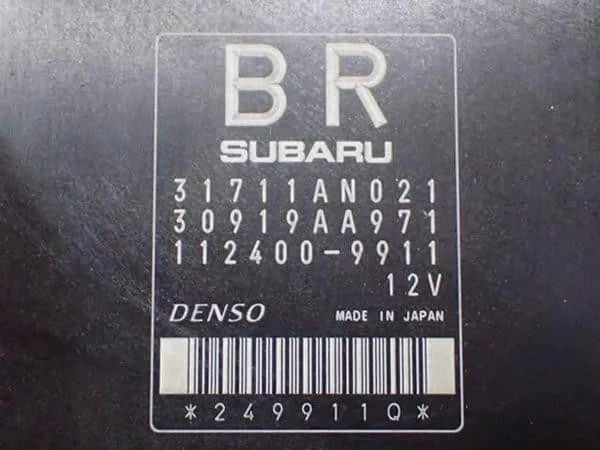 BR
SUBARU
31711AN021
30919AA971
112400-9911
12V
DENSO MADE IN JAPAN
*249911Q*